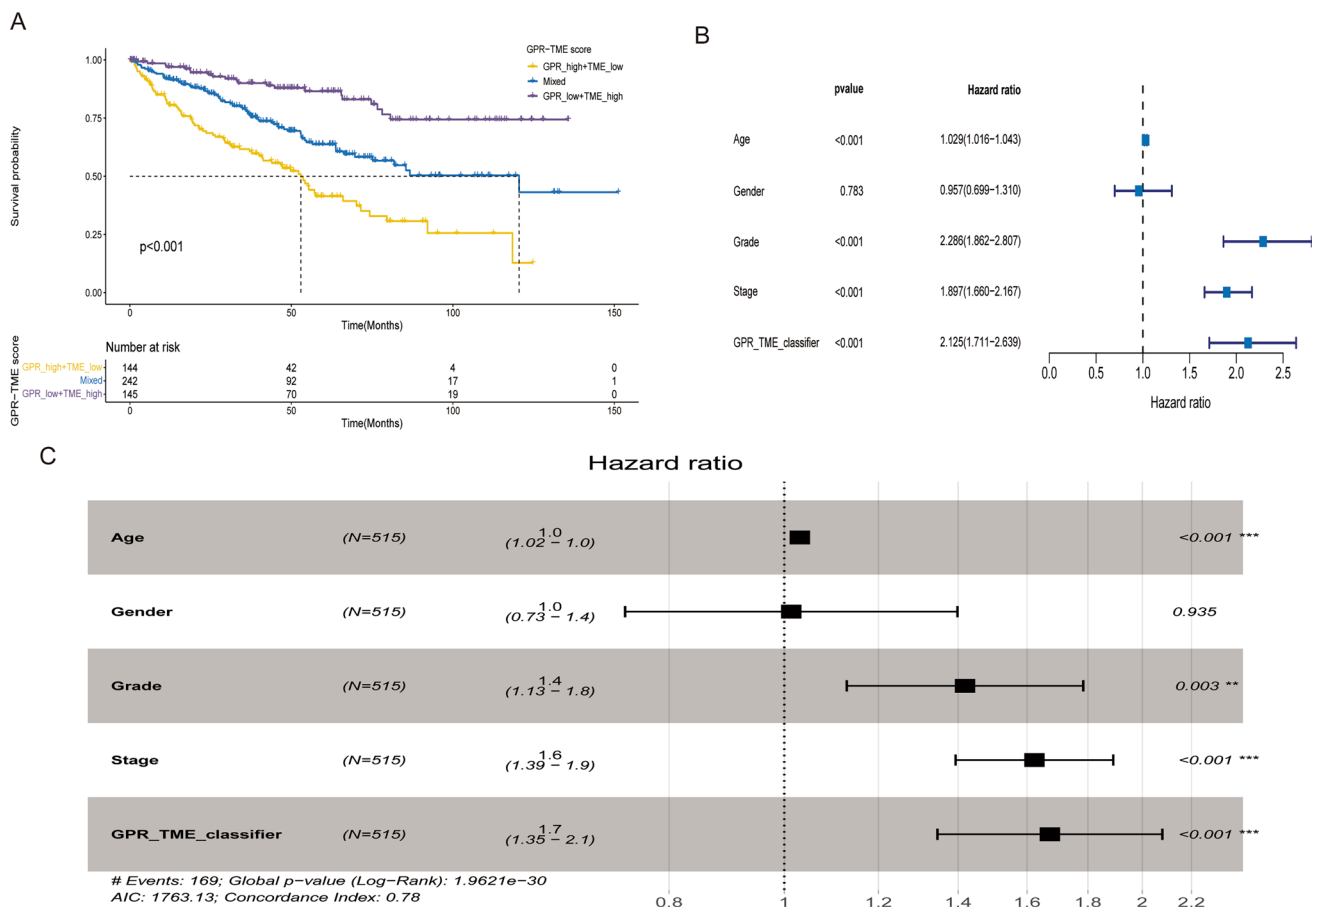 A
GPR−TME score
GPR_high+TME_low
Mixed
GPR_low+TME_high
Survival probability
1.00
0.75
0.50
0.25
0.00
p<0.001
0 50 100 150
Time(Months)
Number at risk
GPR−TME score
GPR_high+TME_low 144 42 4 0
Mixed 242 92 17 1
GPR_low+TME_high 145 70 19 0
0 50 100 150
Time(Months)
B
pvalue Hazard ratio
Age <0.001 1.029(1.016−1.043)
Gender 0.783 0.957(0.699−1.310)
Grade <0.001 2.286(1.862−2.807)
Stage <0.001 1.897(1.660−2.167)
GPR_TME_classifier <0.001 2.125(1.711−2.639)
0.0 0.5 1.0 1.5 2.0 2.5
Hazard ratio
C
Hazard ratio
Age (N=515) 1.0 <0.001 ***
(1.02 − 1.0)
Gender (N=515) 1.0 0.935
(0.73 − 1.4)
Grade (N=515) 1.4 0.003 **
(1.13 − 1.8)
Stage (N=515) 1.6 <0.001 ***
(1.39 − 1.9)
GPR_TME_classifier (N=515) 1.7 <0.001 ***
(1.35 − 2.1)
# Events: 169; Global p−value (Log−Rank): 1.9621e−30
AIC: 1763.13; Concordance Index: 0.78
0.8 1 1.2 1.4 1.6 1.8 2 2.2